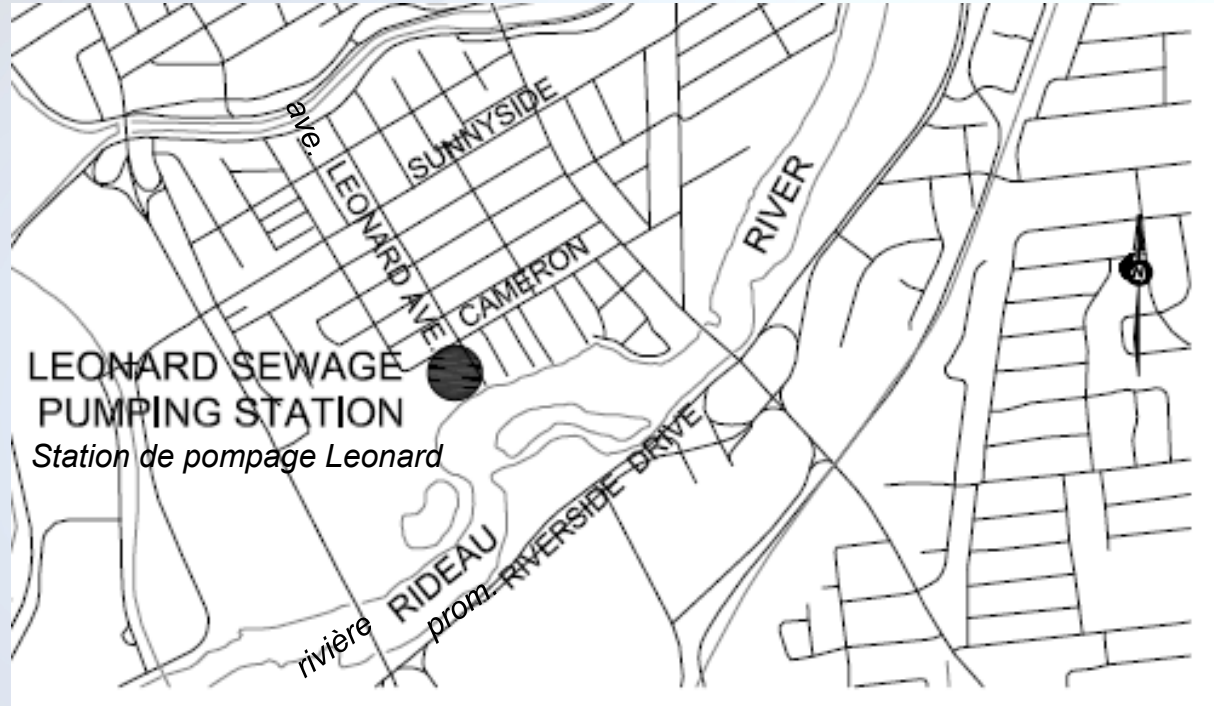 ave. LEONARD AVE.
SUNNYSIDE
CAMERON
RIVER
LEONARD SEWAGE
PUMPING STATION
Station de pompage Leonard
rivière RIDEAU
prom. RIVERSIDE DRIVE